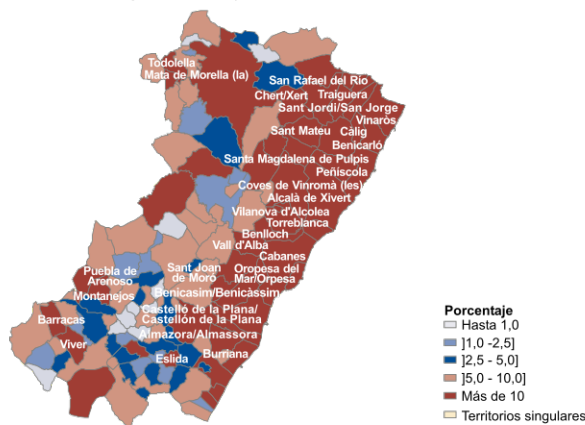 Todolella
Mata de Morella (la)
San Rafael del Río
Chert/Xert
Traiguera
Sant Jordi/San Jorge
Vinaròs
Sant Mateu
Càlig
Benicarló
Santa Magdalena de Pulpis
Peñíscola
Coves de Vinromà (les)
Alcalà de Xivert
Vilanova d'Alcolea
Torreblanca
Benlloch
Vall d'Alba
Cabanes
Puebla de
Arenoso
Sant Joan
de Moró
Oropesa del
Mar/Orpesa
Montanejos
Benicasim/Benicàssim
Barracas
Castelló de la Plana/
Castellón de la Plana
Almazora/Almassora
Viver
Eslida
Burriana
Porcentaje
Hasta 1,0
]1,0 -2,5]
]2,5 - 5,0]
]5,0 - 10,0]
Más de 10
Territorios singulares